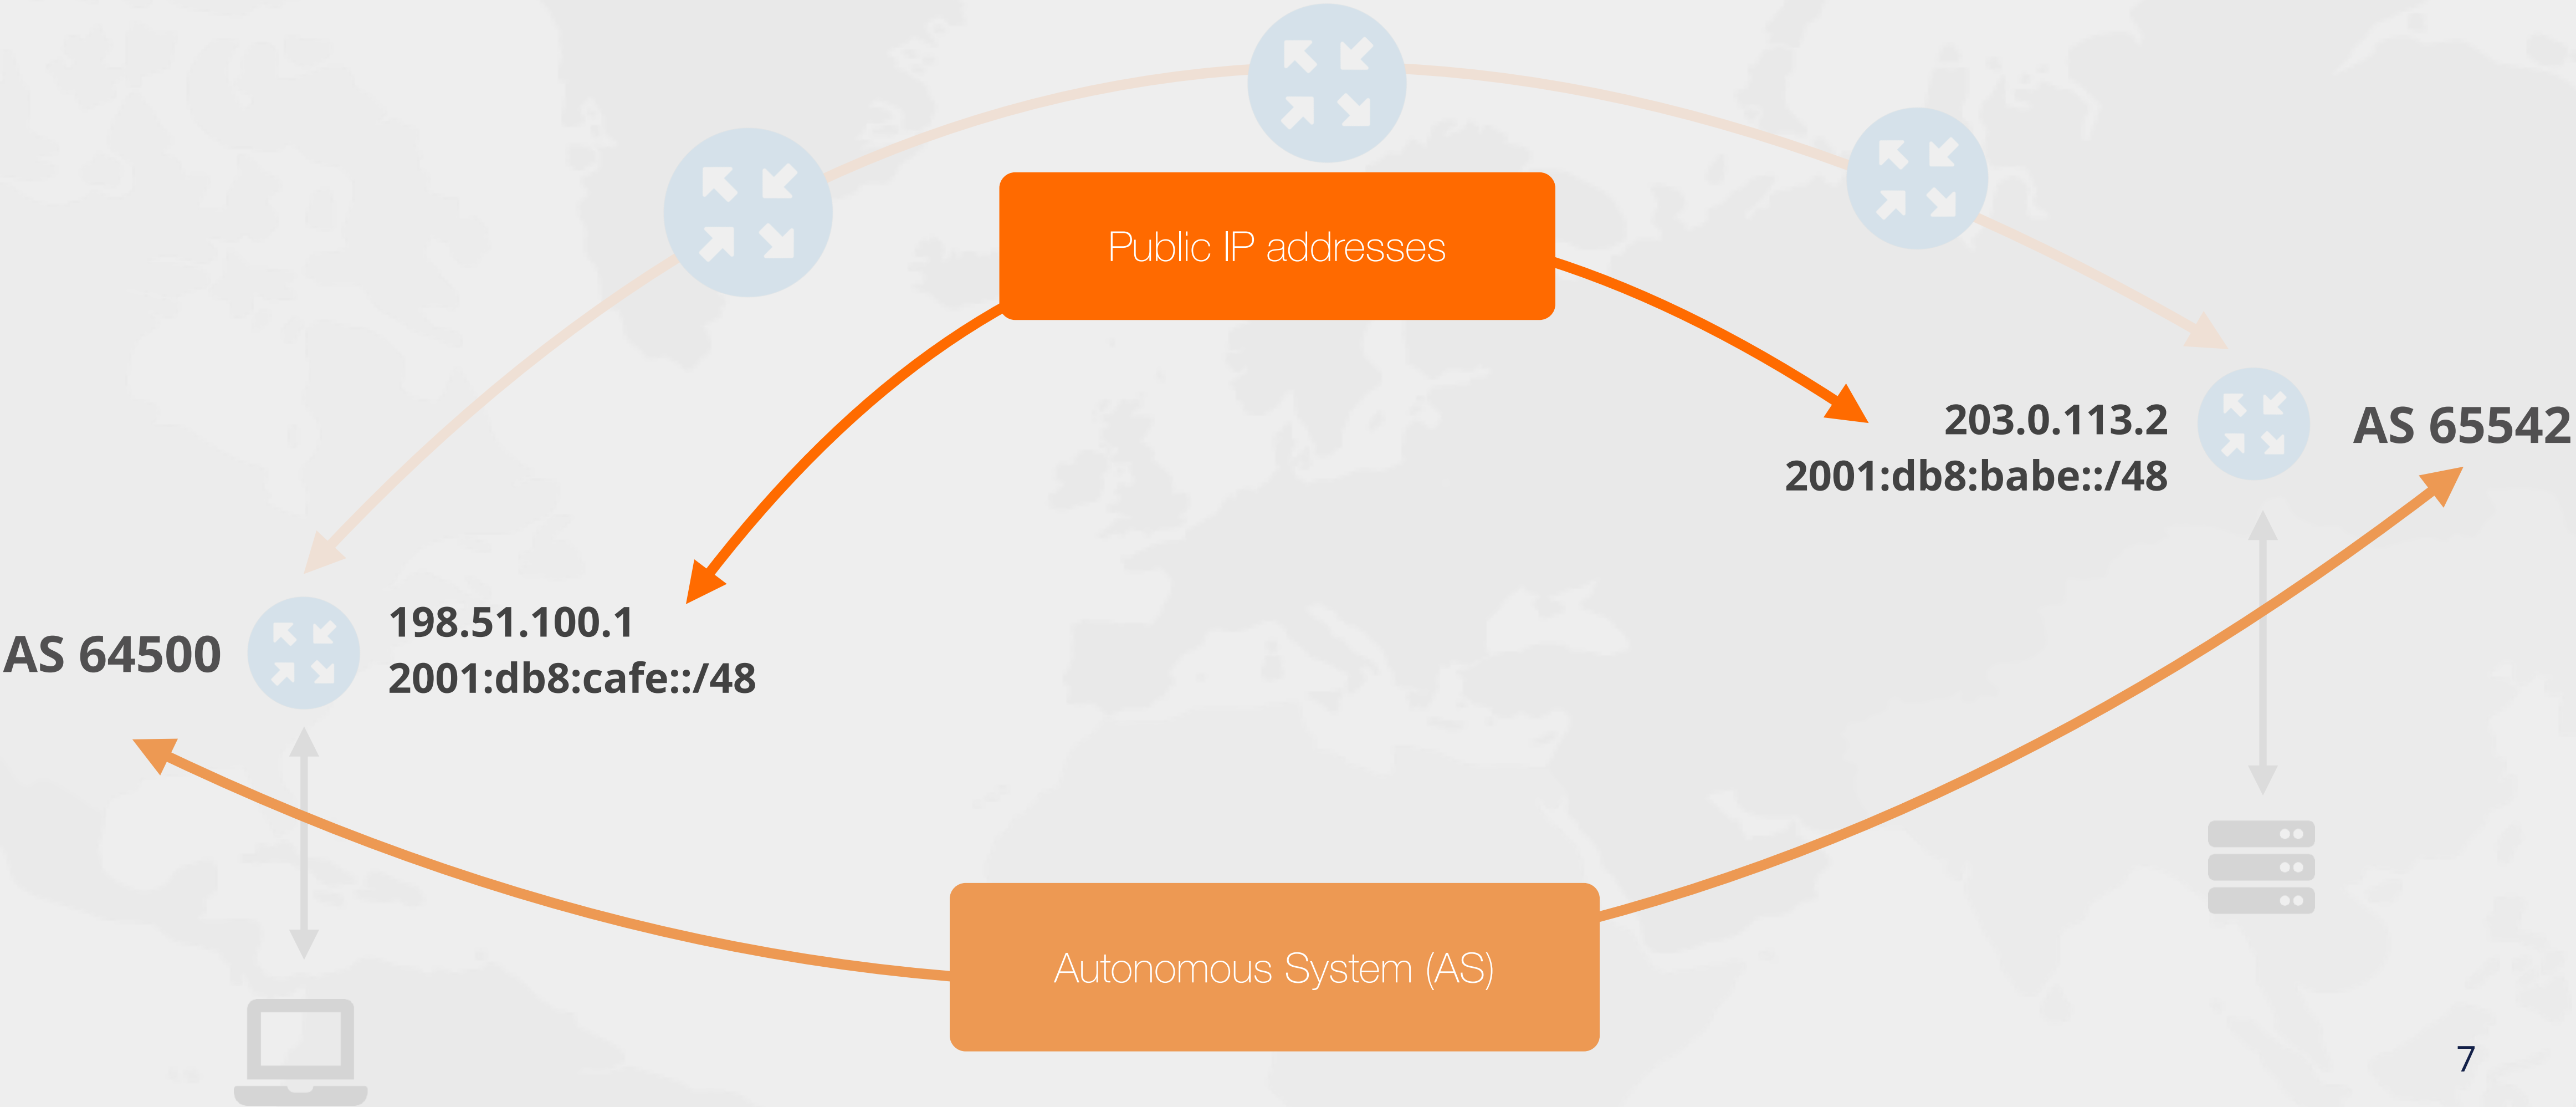 Public IP addresses
203.0.113.2
2001:db8:babe::/48
AS 65542
AS 64500
198.51.100.1
2001:db8:cafe::/48
Autonomous System (AS)
7